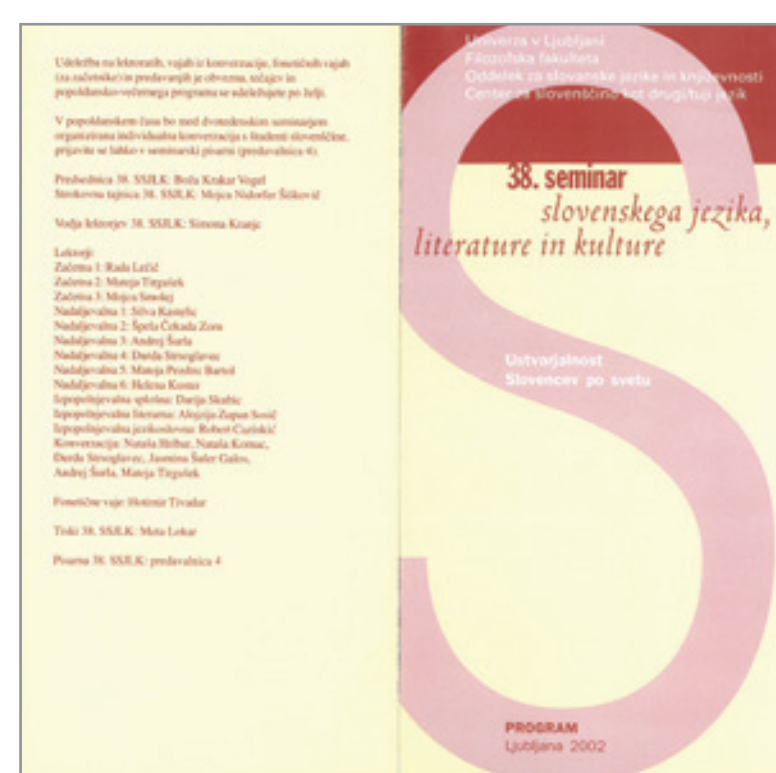 Udeležba na lektoratih, vajah iz konverzacije, fonetičnih vajah
(za začetnike) in predavanjih je obvezna, tečajev in
popoldansko-večernega programa se udeležujete po želji.
V popoldanskem času bo med dvotedenskim seminarjem
organizirana individualna konverzacija s študenti slovenščine,
prijavite se lahko v seminarski pisarni (predavalnica 4).
Predsednica 38. SSJLK: Boža Krakar Vogel
Strokovna tajnica 38. SSJLK: Mojca Nidorfer Šiškovič
Vodja lektorjev 38. SSJLK: Simona Kranjc
Lektorji:
Začetna 1: Rada Lečič
Začetna 2: Mateja Tirgušek
Začetna 3: Mojca Smolej
Nadaljevalna 1: Silva Kastelic
Nadaljevalna 2: Špela Čekada Zorn
Nadaljevalna 3: Andrej Šurla
Nadaljevalna 4: Đurđa Strsoglavec
Nadaljevalna 5: Mateja Pezdirc Bartol
Nadaljevalna 6: Helena Koster
Izpopolnjevalna splošna: Darija Skubic
Izpopolnjevalna literarna: Alojzija Zupan Sosič
Izpopolnjevalna jezikoslovna: Robert
Konverzacija: Nataša Hribar, Nataša Komac,
Đurđa Strsoglavec, Jasmina Šuler Galos,
Andrej Šurla, Mateja Tirgušek
Fonetične vaje: Hotimir Tivadar
Tiski 38. SSJLK: Meta Lokar
Pisarna 38. SSJLK: predavalnica 4
Univerza v Ljubljani
Filozofska fakulteta
Oddelek za slovanske jezike in književnosti
Center za slovenščino kot drugi/tuji jezik
38. seminar
slovenskega jezika,
literature in kulture
Ustvarjalnost
Slovencev po svetu
PROGRAM
Ljubljana 2002